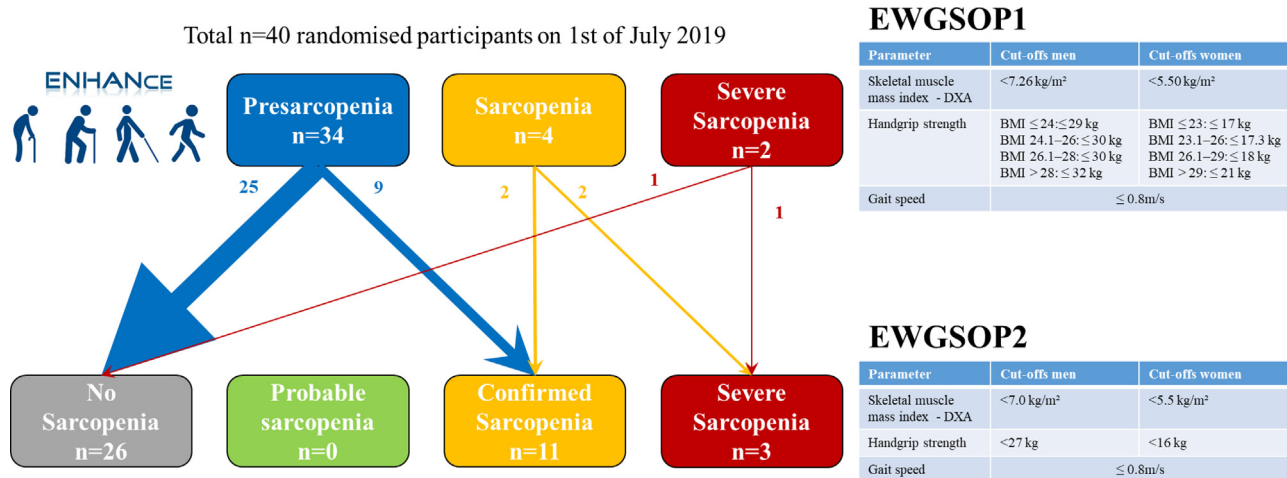 Total n=40 randomised participants on 1st of July 2019
ENHANce
Presarcopenia
n=34
Sarcopenia
n=4
Severe
Sarcopenia
n=2
25
9
2
2
1
1
No
Sarcopenia
n=26
Probable
sarcopenia
n=0
Confirmed
Sarcopenia
n=11
Severe
Sarcopenia
n=3
EWGSOP1
Parameter Cut-offs men Cut-offs women
Skeletal muscle <7.26 kg/m² <5.50 kg/m²
mass index - DXA
Handgrip strength BMI ≤24:≤29 kg BMI ≤23:≤17 kg
BMI 24.1–26:≤30 kg BMI 23.1–26:≤17.3 kg
BMI 26.1–28:≤30 kg BMI 26.1–29:≤18 kg
BMI >28:≤32 kg BMI >29:≤21 kg
Gait speed ≤ 0.8m/s
EWGSOP2
Parameter Cut-offs men Cut-offs women
Skeletal muscle <7.0 kg/m² <5.5 kg/m²
mass index - DXA
Handgrip strength <27 kg <16 kg
Gait speed ≤ 0.8m/s